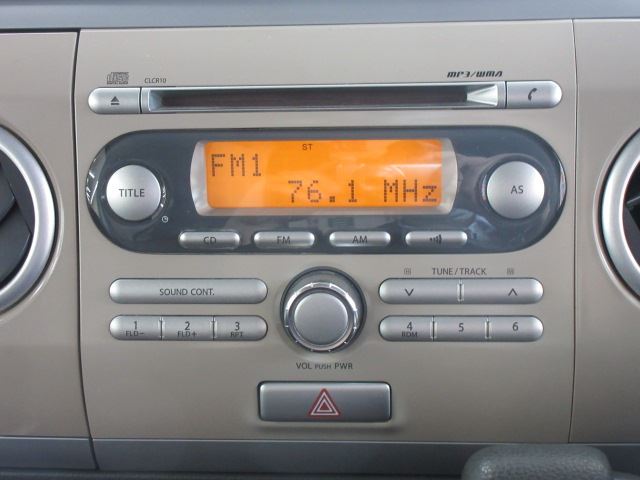 CLCR10
MP3/WMA
ST
FM1
76.1 MHz
TITLE
AS
CD
FM
AM
SOUND CONT.
TUNE/TRACK
1 2 3
FLD− FLD+ RPT
4 5 6
RDM
VOL PUSH PWR